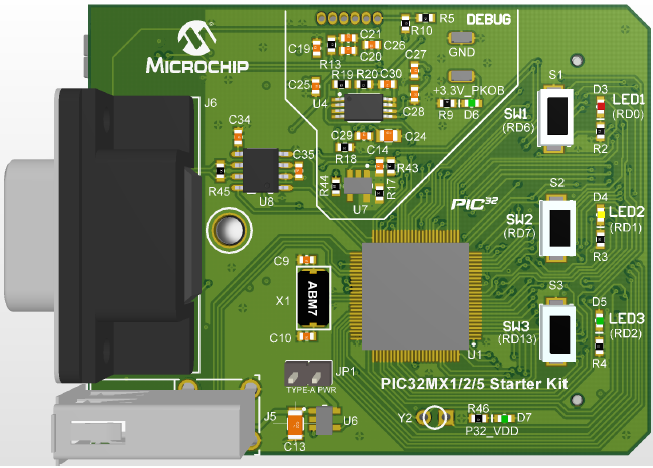 R5
DEBUG
R10
C21
C19
C26
R13
C20
GND
MICROCHIP
C27
S1
R19 R20 C30
+3.3V_PKOB
D3
C25
LED1
(RD0)
J6
U4
C28
R9
D6
SW1
(RD6)
C34
C29
C24
R2
C14
R18
C35
R43
S2
D4
R45
R44
R17
LED2
(RD1)
U8
U7
PIC32
SW2
(RD7)
R3
C9
S3
D5
X1
ABM7
LED3
(RD2)
SW3
(RD13)
C10
U1
R4
JP1
TYPE-A PWR
PIC32MX1/2/5 Starter Kit
R46
J5
U6
Y2
D7
P32_VDD
C13